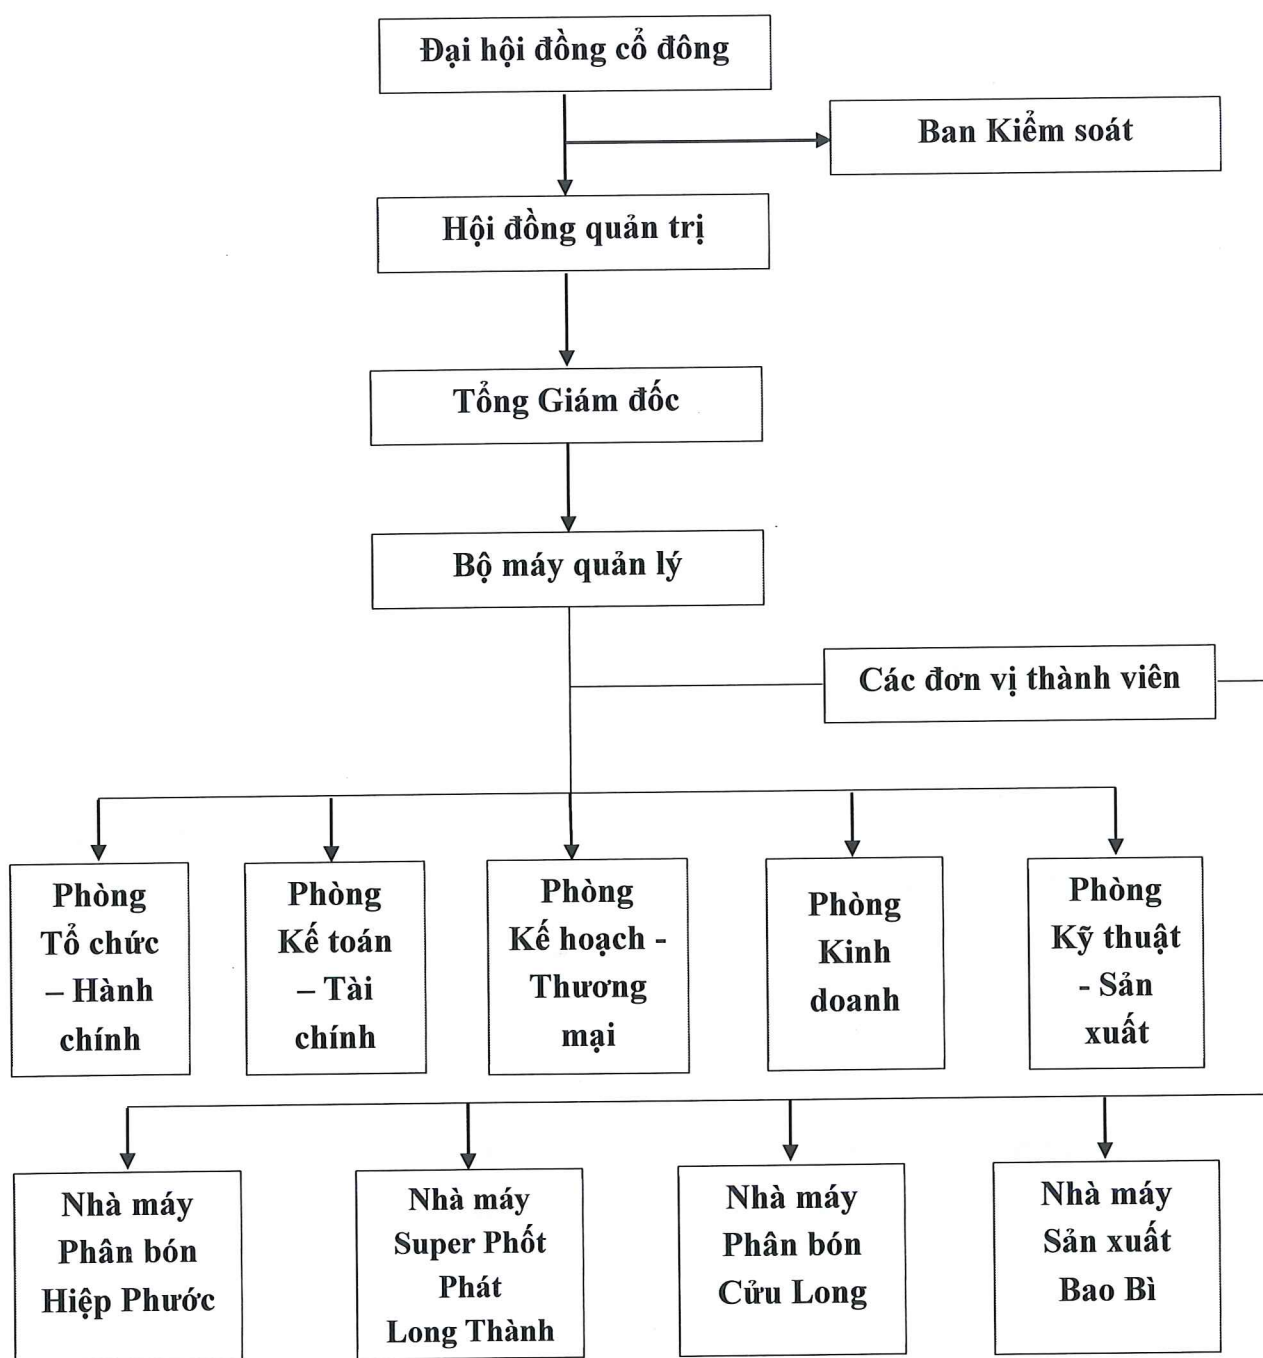 Đại hội đồng cổ đông
Ban Kiểm soát
Hội đồng quản trị
Tổng Giám đốc
Bộ máy quản lý
Các đơn vị thành viên
Phòng
Tổ chức
– Hành
chính
Phòng
Kế toán
– Tài
chính
Phòng
Kế hoạch -
Thương
mại
Phòng
Kinh
doanh
Phòng
Kỹ thuật
- Sản
xuất
Nhà máy
Phân bón
Hiệp Phước
Nhà máy
Super Phốt
Phát
Long Thành
Nhà máy
Phân bón
Cửu Long
Nhà máy
Sản xuất
Bao Bì